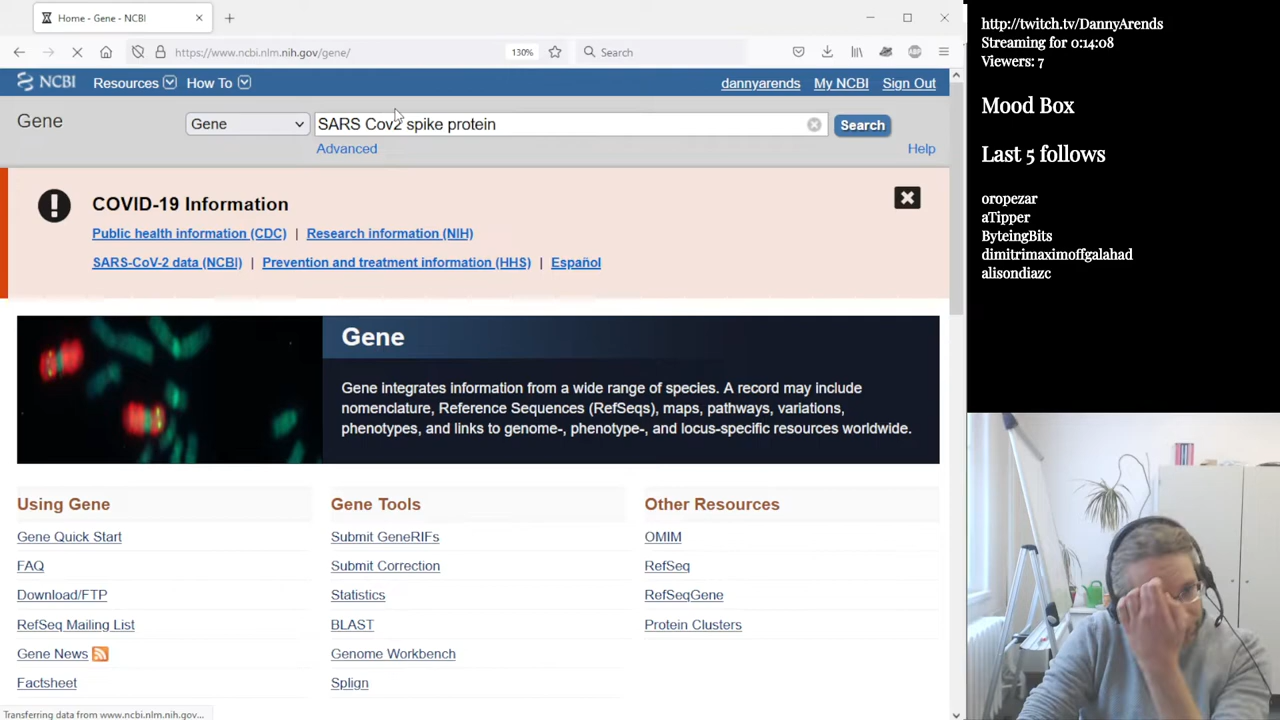 Home - Gene - NCBI
https://www.ncbi.nlm.nih.gov/gene/
130%
Search
NCBI
Resources
How To
dannyarends
My NCBI
Sign Out
Gene
Gene
SARS Cov2 spike protein
Search
Advanced
Help
COVID-19 Information
Public health information (CDC) | Research information (NIH)
SARS-CoV-2 data (NCBI) | Prevention and treatment information (HHS) | Español
Gene
Gene integrates information from a wide range of species. A record may include
nomenclature, Reference Sequences (RefSeqs), maps, pathways, variations,
phenotypes, and links to genome-, phenotype-, and locus-specific resources worldwide.
Using Gene
Gene Quick Start
FAQ
Download/FTP
RefSeq Mailing List
Gene News
Factsheet
Gene Tools
Submit GeneRIFs
Submit Correction
Statistics
BLAST
Genome Workbench
Splign
Other Resources
OMIM
RefSeq
RefSeqGene
Protein Clusters
Transferring data from www.ncbi.nlm.nih.gov...
http://twitch.tv/DannyArends
Streaming for 0:14:08
Viewers: 7
Mood Box
Last 5 follows
oropezar
aTipper
ByteingBits
dimitrimaximoffgalahad
alisondiazc